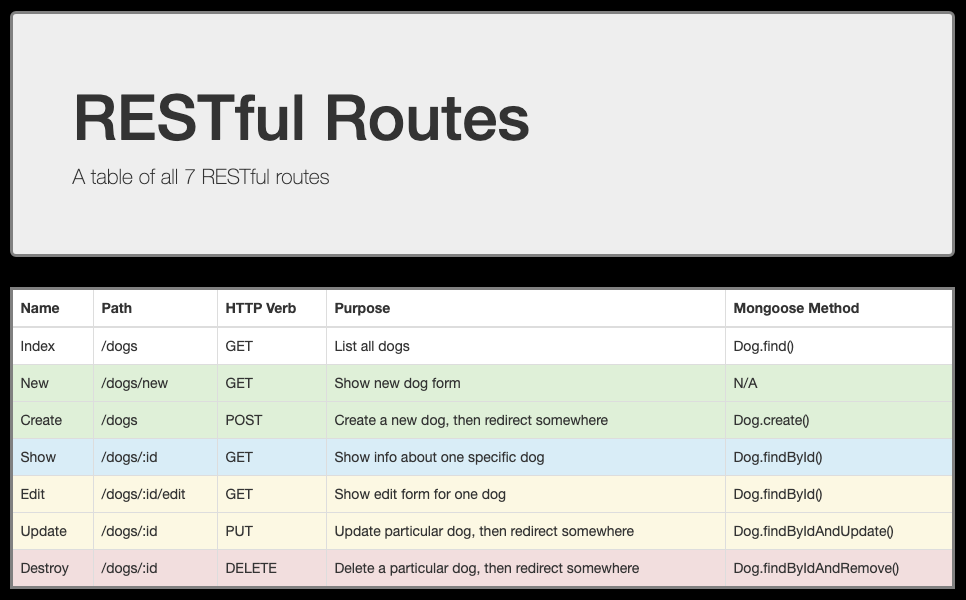 RESTful Routes
A table of all 7 RESTful routes
Name Path HTTP Verb Purpose Mongoose Method
Index /dogs GET List all dogs Dog.find()
New /dogs/new GET Show new dog form N/A
Create /dogs POST Create a new dog, then redirect somewhere Dog.create()
Show /dogs/:id GET Show info about one specific dog Dog.findById()
Edit /dogs/:id/edit GET Show edit form for one dog Dog.findById()
Update /dogs/:id PUT Update particular dog, then redirect somewhere Dog.findByIdAndUpdate()
Destroy /dogs/:id DELETE Delete a particular dog, then redirect somewhere Dog.findByIdAndRemove()